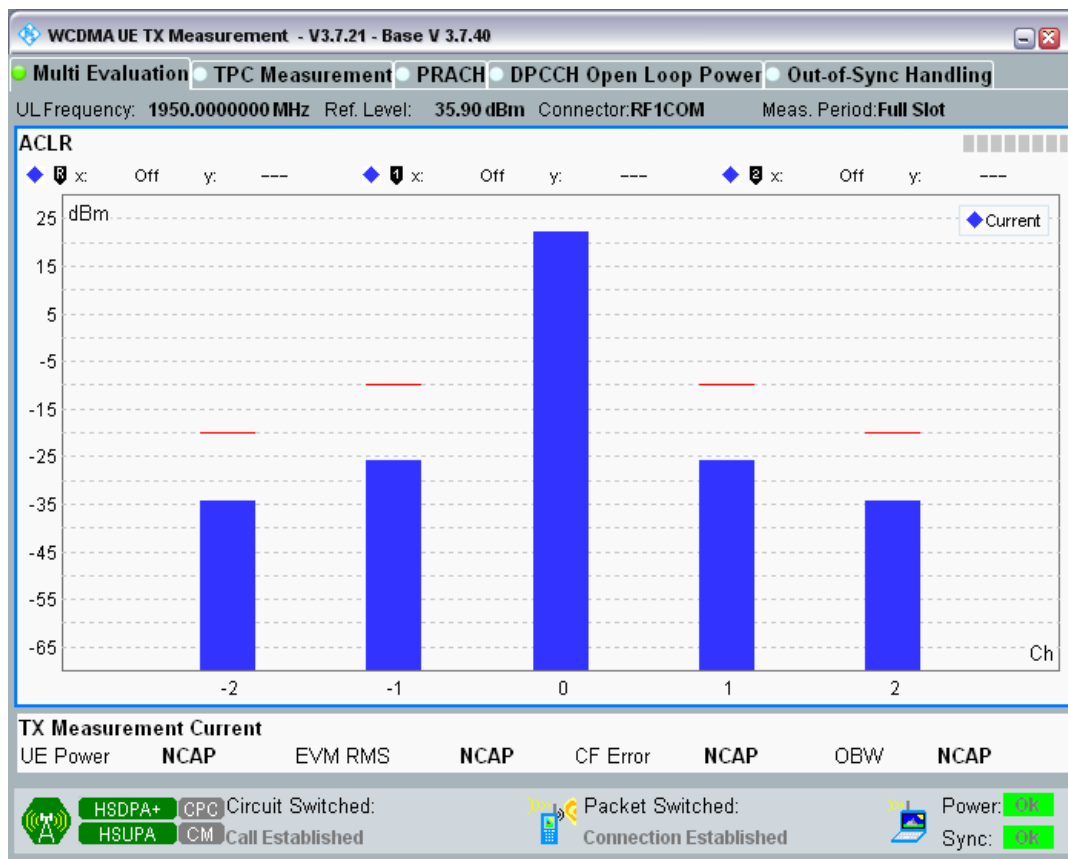 WCDMA UE TX Measurement - V3.7.21 - Base V 3.7.40
Multi Evaluation TPC Measurement PRACH DPCCH Open Loop Power Out-of-Sync Handling
UL Frequency: 1950.0000000 MHz Ref. Level: 35.90 dBm Connector:RF1COM Meas. Period:Full Slot
ACLR
R x: Off y: --- 1 x: Off y: --- 2 x: Off y: ---
dBm
Current
25
15
5
-5
-15
-25
-35
-45
-55
-65
Ch
-2 -1 0 1 2
TX Measurement Current
UE Power NCAP EVM RMS NCAP CF Error NCAP OBW NCAP
HSDPA+ CPC Circuit Switched: Packet Switched: Power: OK
HSUPA CM Call Established Connection Established Sync: OK